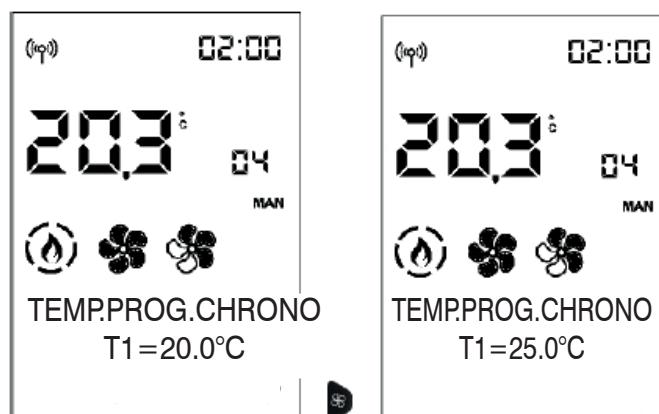 02:00
20,3 °C
04
MAN
TEMP.PROG.CHRONO
T1=20.0°C
02:00
20,3 °C
04
MAN
TEMP.PROG.CHRONO
T1=25.0°C